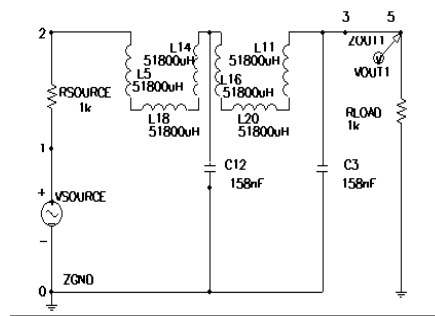 2
3
5
L14
51800uH
L11
51800uH
ZOUT1
V
VOUT1
L5
51800uH
L16
51800uH
RSOURCE
1k
L18
51800uH
L20
51800uH
RLOAD
1k
1
C12
158nF
C3
158nF
+
VSOURCE
−
ZGND
0